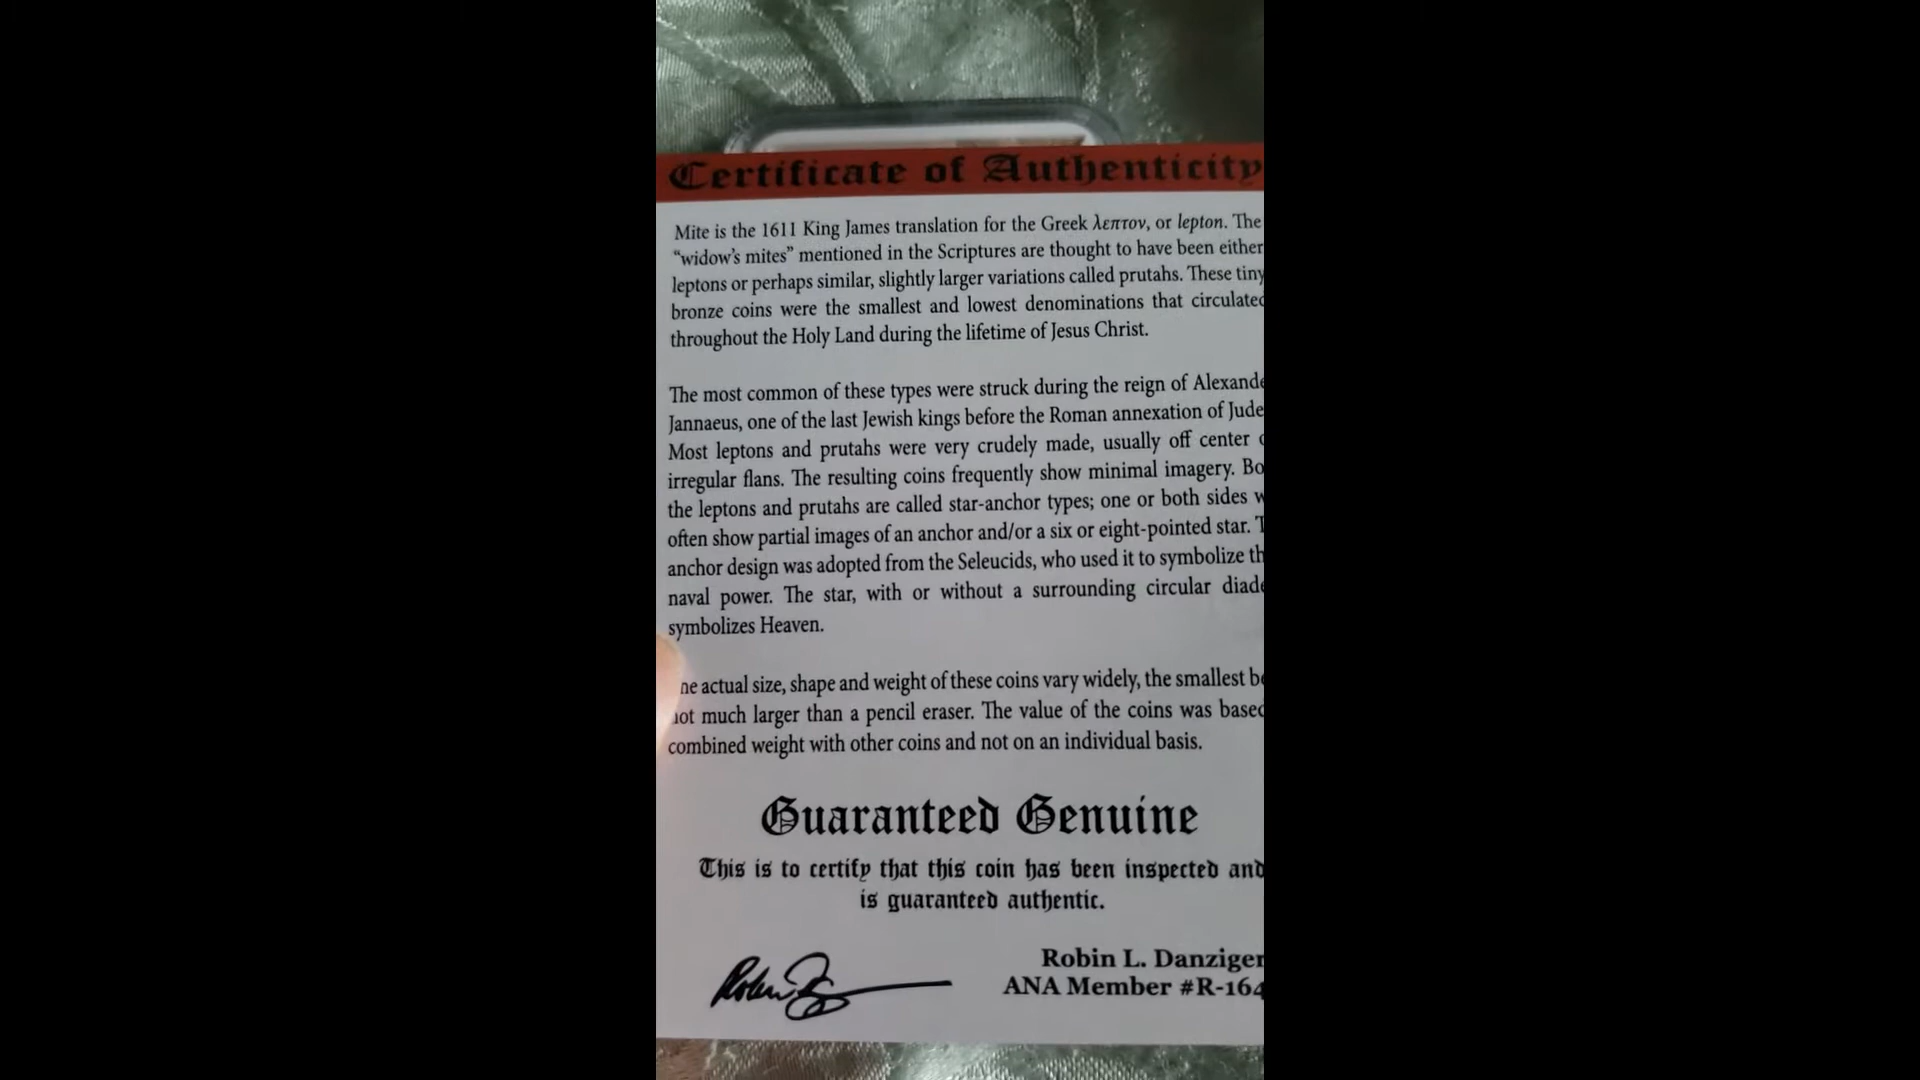 Certificate of Authenticity
Mite is the 1611 King James translation for the Greek λεπτον, or lepton. The
“widow’s mites” mentioned in the Scriptures are thought to have been either
leptons or perhaps similar, slightly larger variations called prutahs. These tiny
bronze coins were the smallest and lowest denominations that circulated
throughout the Holy Land during the lifetime of Jesus Christ.
The most common of these types were struck during the reign of Alexande
Jannaeus, one of the last Jewish kings before the Roman annexation of Jude
Most leptons and prutahs were very crudely made, usually off center
irregular flans. The resulting coins frequently show minimal imagery. Bo
the leptons and prutahs are called star-anchor types; one or both sides w
often show partial images of an anchor and/or a six or eight-pointed star. T
anchor design was adopted from the Seleucids, who used it to symbolize th
naval power. The star, with or without a surrounding circular diade
symbolizes Heaven.
ne actual size, shape and weight of these coins vary widely, the smallest be
not much larger than a pencil eraser. The value of the coins was based
combined weight with other coins and not on an individual basis.
Guaranteed Genuine
This is to certify that this coin has been inspected and
is guaranteed authentic.
Robin L. Danziger
ANA Member #R-164